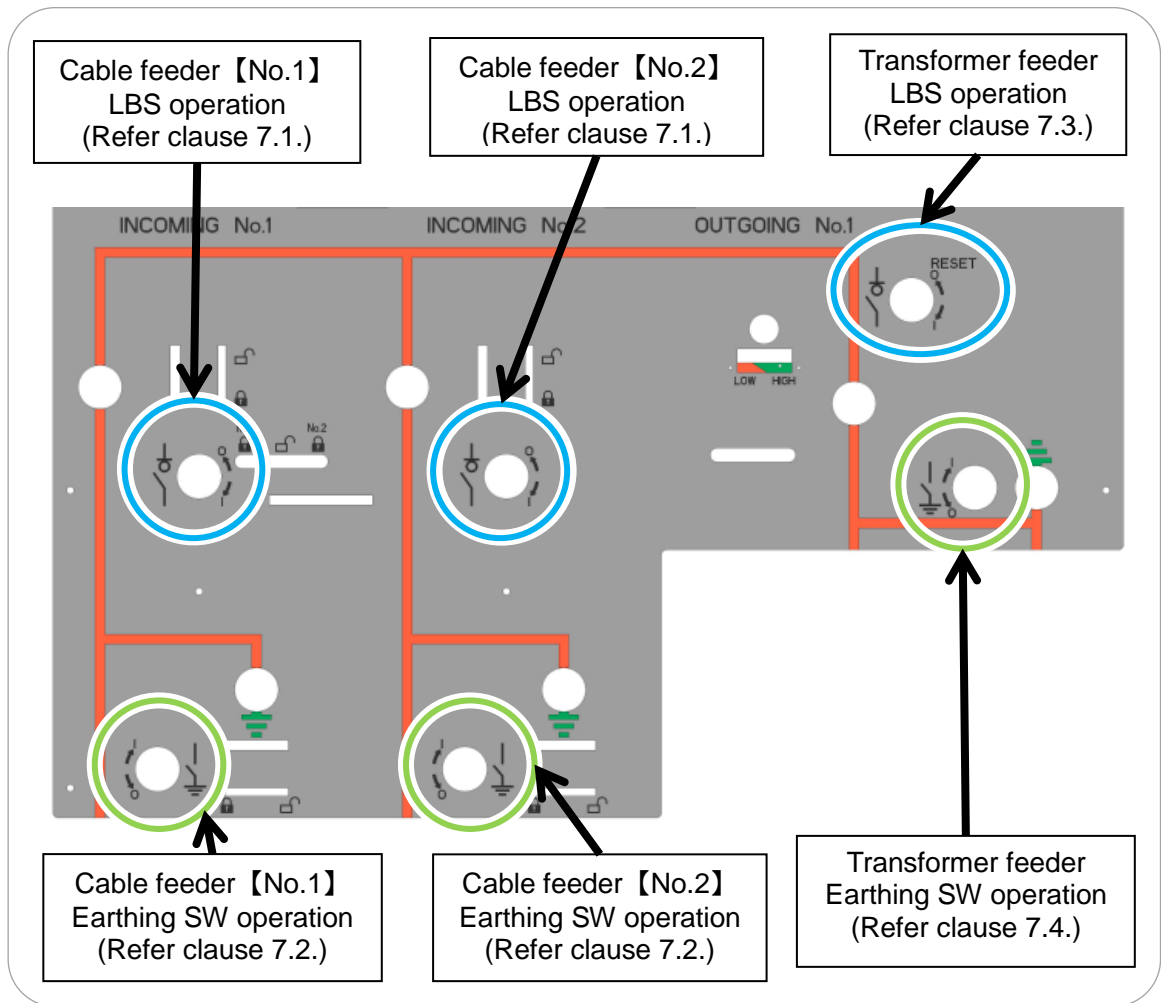 Cable feeder【No.1】
LBS operation
(Refer clause 7.1.)
Cable feeder【No.2】
LBS operation
(Refer clause 7.1.)
Transformer feeder
LBS operation
(Refer clause 7.3.)
INCOMING No.1
INCOMING No.2
OUTGOING No.1
RESET
O
I
LOW HIGH
No.2
O
I
O
I
I
O
I
O
I
O
Cable feeder【No.1】
Earthing SW operation
(Refer clause 7.2.)
Cable feeder【No.2】
Earthing SW operation
(Refer clause 7.2.)
Transformer feeder
Earthing SW operation
(Refer clause 7.4.)